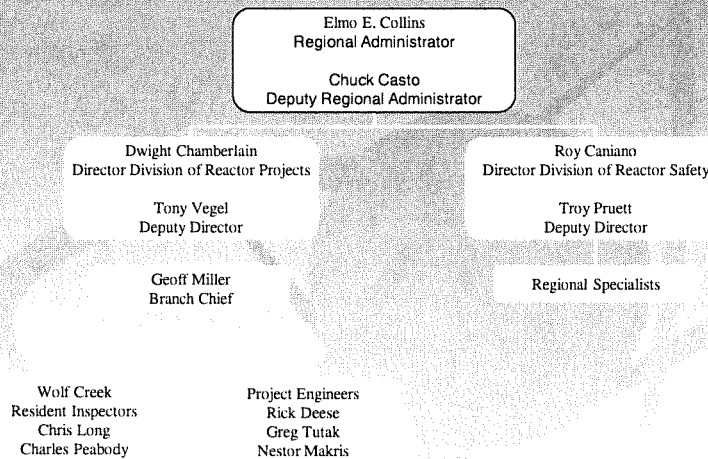 Elmo E. Collins
Regional Administrator
Chuck Casto
Deputy Regional Administrator
Dwight Chamberlain
Director Division of Reactor Projects
Tony Vegel
Deputy Director
Roy Caniano
Director Division of Reactor Safety
Troy Pruett
Deputy Director
Geoff Miller
Branch Chief
Regional Specialists
Wolf Creek
Resident Inspectors
Chris Long
Charles Peabody
Project Engineers
Rick Deese
Greg Tutak
Nestor Makris